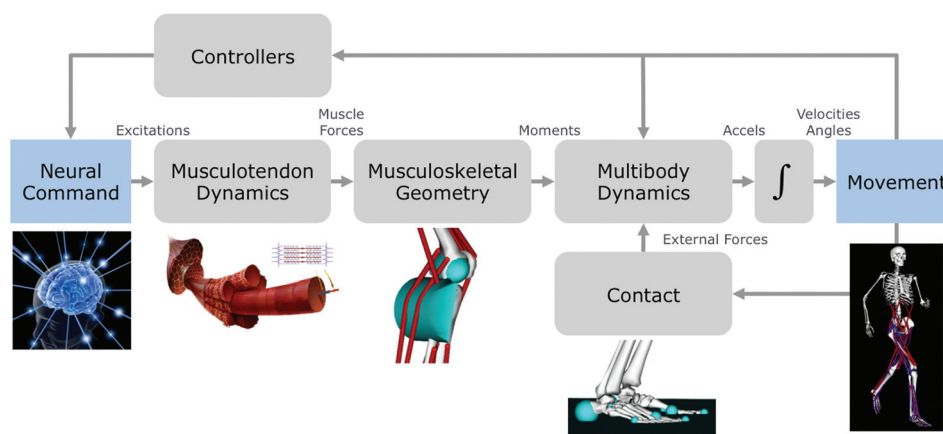 Controllers
Excitations
Muscle
Forces
Moments
Accels
Velocities
Angles
Neural
Command
Musculotendon
Dynamics
Musculoskeletal
Geometry
Multibody
Dynamics
∫
Movement
External Forces
Contact